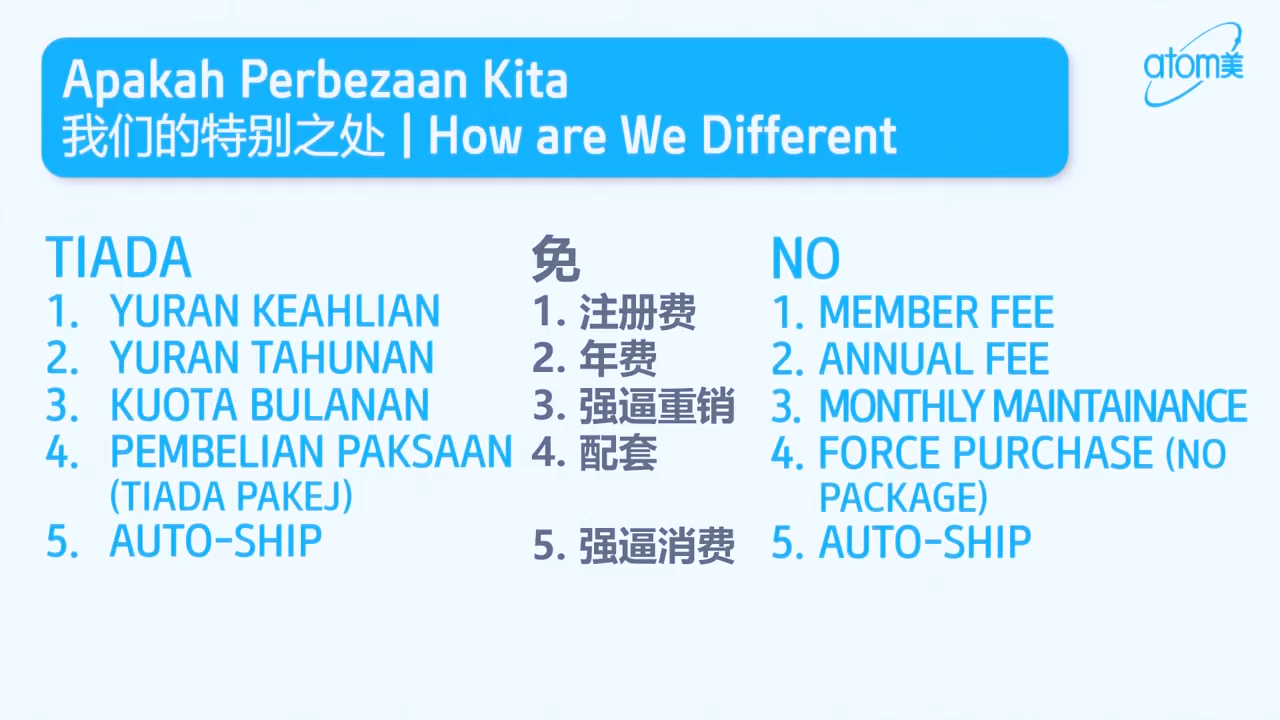 Apakah Perbezaan Kita
我们的特别之处 | How are We Different
atom美
TIADA
1. YURAN KEAHLIAN
2. YURAN TAHUNAN
3. KUOTA BULANAN
4. PEMBELIAN PAKSAAN
(TIADA PAKEJ)
5. AUTO-SHIP
免
1. 注册费
2. 年费
3. 强逼重销
4. 配套
5. 强逼消费
NO
1. MEMBER FEE
2. ANNUAL FEE
3. MONTHLY MAINTAINANCE
4. FORCE PURCHASE (NO
PACKAGE)
5. AUTO-SHIP